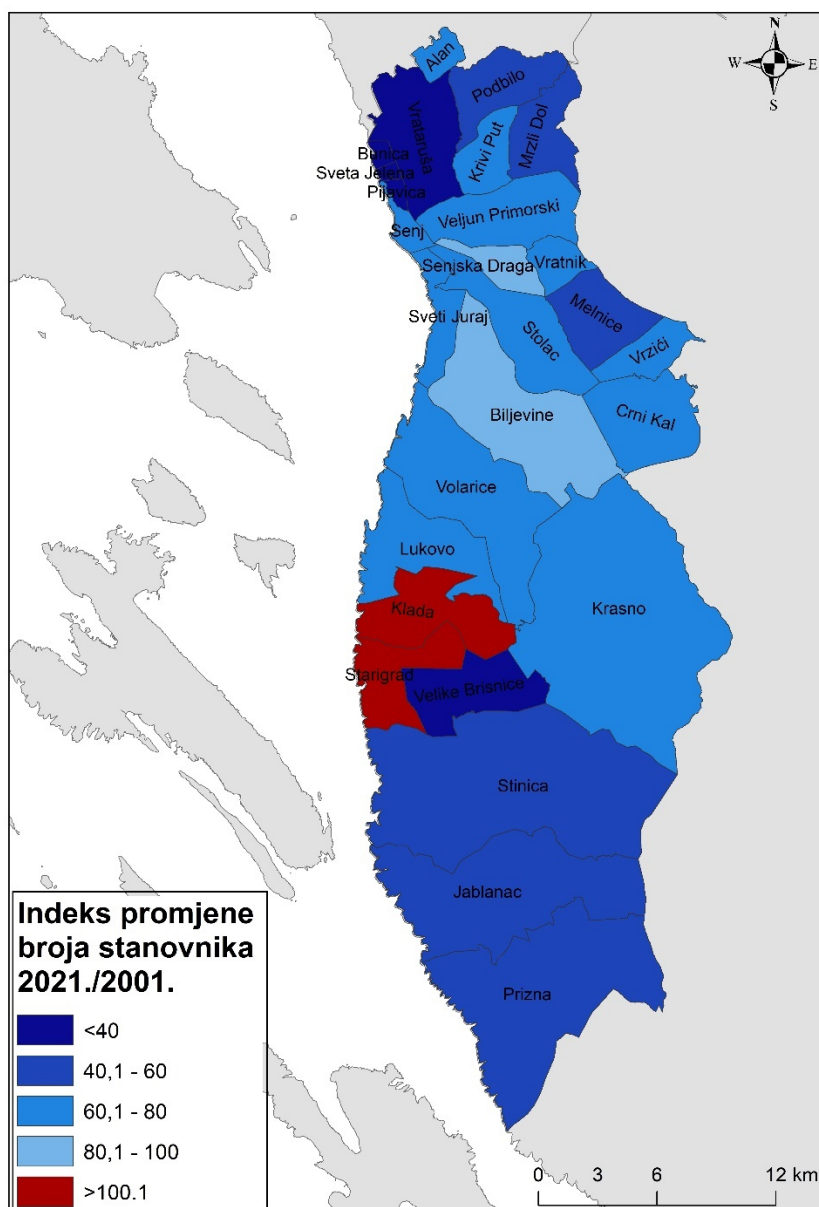 N
W
E
S
Alan
Podbilo
Vrataruša
Mrzli Dol
Krivi Put
Bunica
Sveta Jelena
Pijavica
Veljun Primorski
Senj
Senjska Draga
Vratnik
Melnice
Sveti Juraj
Stolac
Vrzići
Biljevine
Crni Kal
Volarice
Lukovo
Klada
Krasno
Starigrad
Velike Brisnice
Stinica
Jablanac
Prizna
Indeks promjene
broja stanovnika
2021./2001.
<40
40,1 - 60
60,1 - 80
80,1 - 100
>100.1
0 3 6 12 km